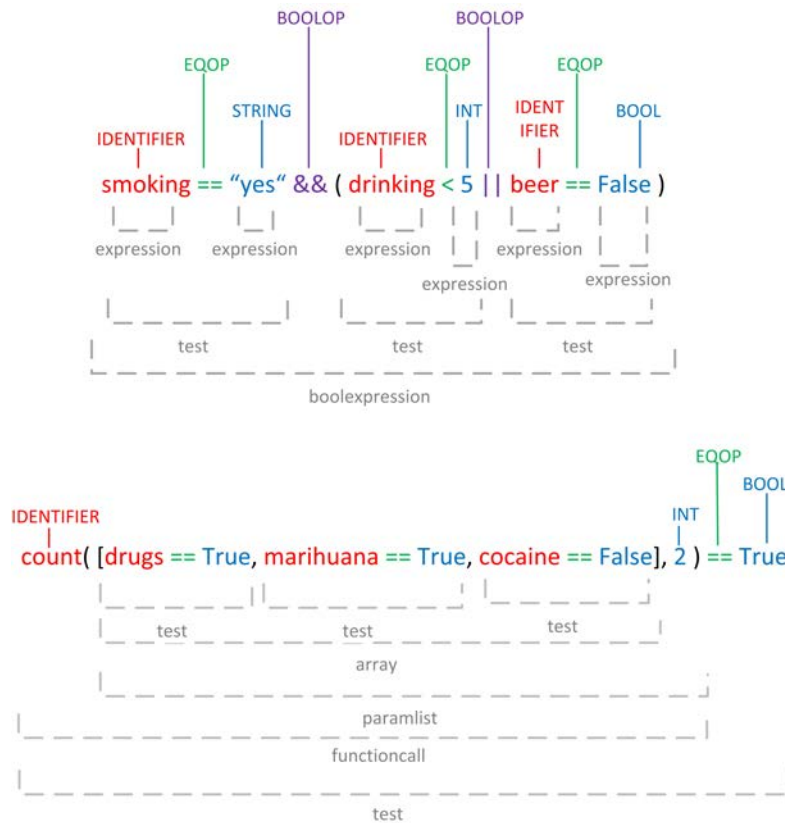 BOOLOP BOOLOP
EQOP EQOP EQOP
STRING INT IDENT
IFIER BOOL
IDENTIFIER IDENTIFIER
smoking == “yes“ && ( drinking < 5 || beer == False )
expression expression expression expression
expression expression
test test test
boolexpression
EQOP
BOOL
IDENTIFIER INT
count( [drugs == True, marihuana == True, cocaine == False], 2 ) == True
test test test
array
paramlist
functioncall
test